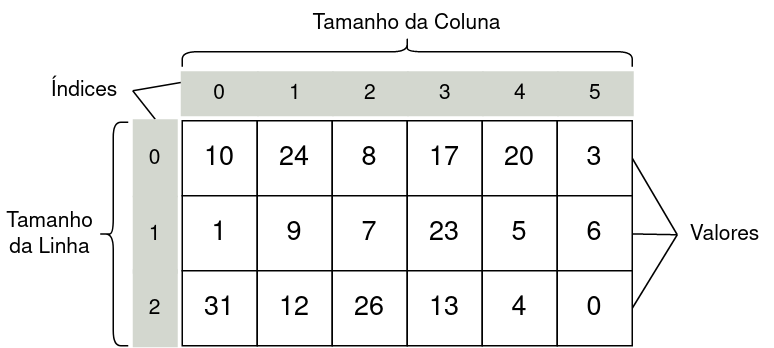 Tamanho da Coluna
Índices
0 1 2 3 4 5
0 10 24 8 17 20 3
Tamanho
da Linha
1 1 9 7 23 5 6
Valores
2 31 12 26 13 4 0